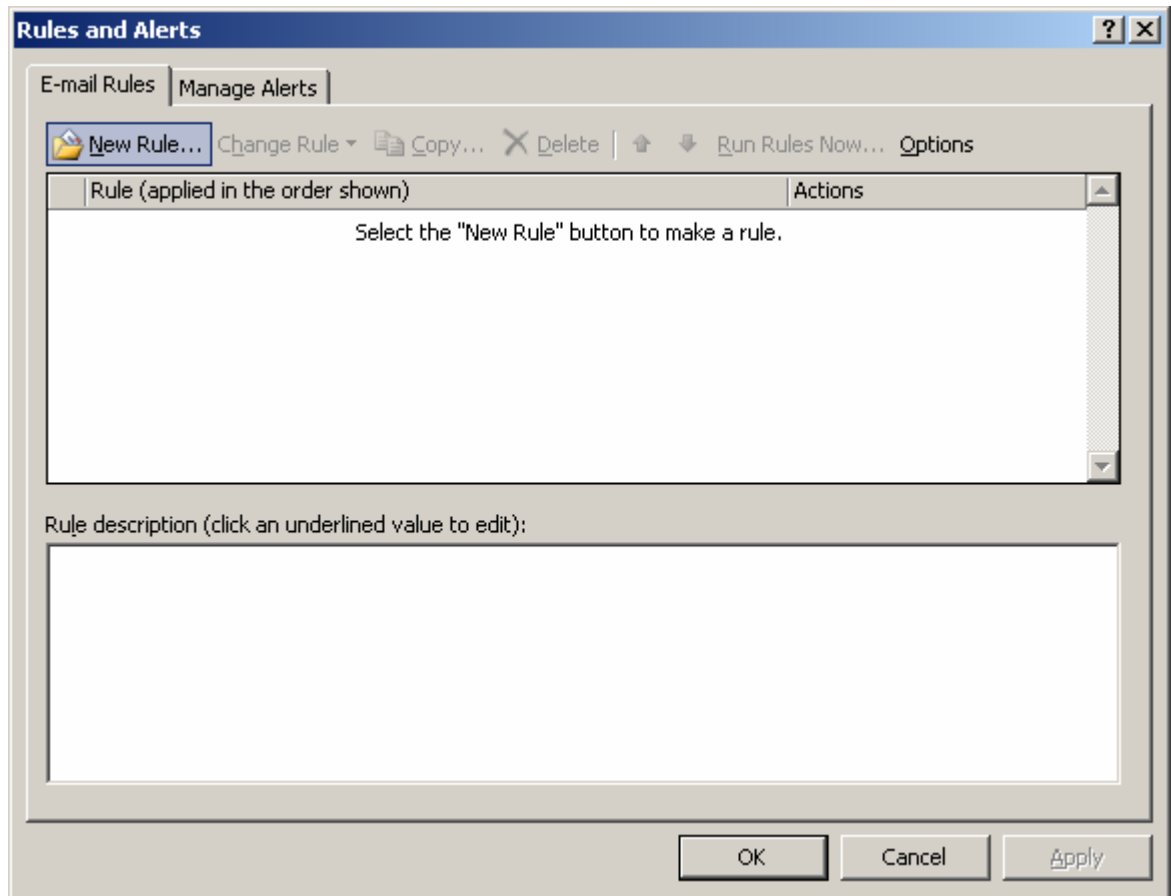 Rules and Alerts
E-mail Rules Manage Alerts
New Rule... Change Rule Copy... Delete Run Rules Now... Options
Rule (applied in the order shown) Actions
Select the "New Rule" button to make a rule.
Rule description (click an underlined value to edit):
OK Cancel Apply